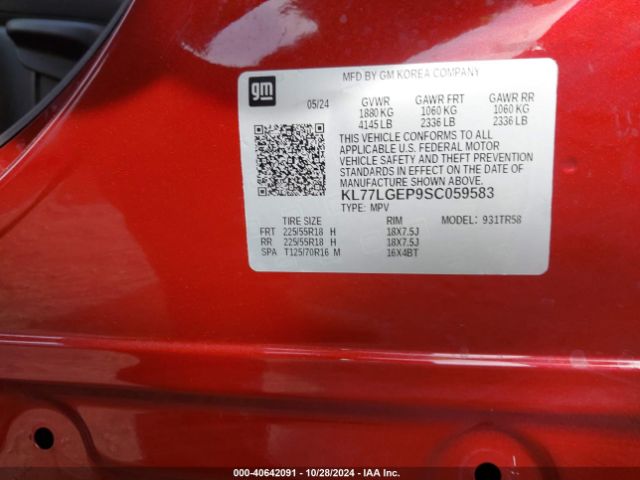 gm
MFD BY GM KOREA COMPANY
05/24 GVWR GAWR FRT GAWR RR
1880 KG 1060 KG 1060 KG
4145 LB 2336 LB 2336 LB
THIS VEHICLE CONFORMS TO ALL
APPLICABLE U.S. FEDERAL MOTOR
VEHICLE SAFETY AND THEFT PREVENTION
STANDARDS IN EFFECT ON THE DATE OF
MANUFACTURE SHOWN ABOVE.
KL77LGEP9SC059583
TYPE: MPV
TIRE SIZE RIM MODEL: 931TR58
FRT 225/55R18 H 18X7.5J
RR 225/55R18 H 18X7.5J
SPA T125/70R16 M 16X4BT
000-40642091 | 10/28/2024 | IAA Inc.